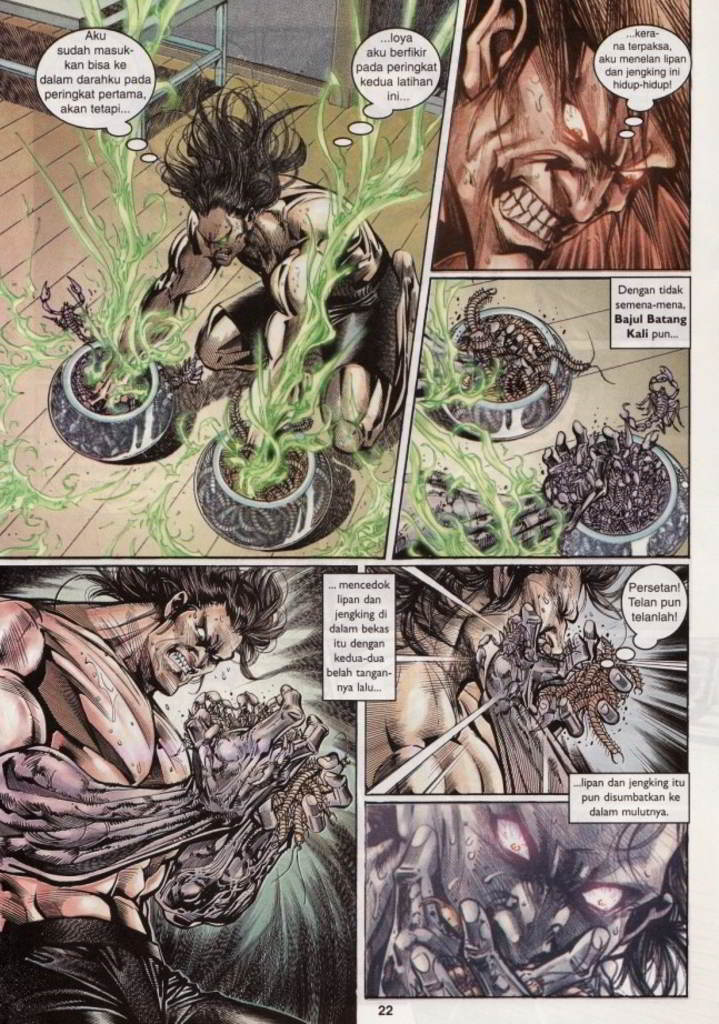 Aku
sudah masuk-
kan bisa ke
dalam darahku pada
peringkat pertama,
akan tetapi...
...loya
aku berfikir
pada peringkat
kedua latihan
ini...
...kera-
na terpaksa,
aku menelan lipan
dan jengking ini
hidup-hidup!
Dengan tidak
semena-mena,
Bajul Batang
Kali pun...
... mencedok
lipan dan
jengking di
dalam bekas
itu dengan
kedua-dua
belah tangan-
nya lalu...
Persetan!
Telan pun
telanlah!
...lipan dan jengking itu
pun disumbatkan ke
dalam mulutnya.
22